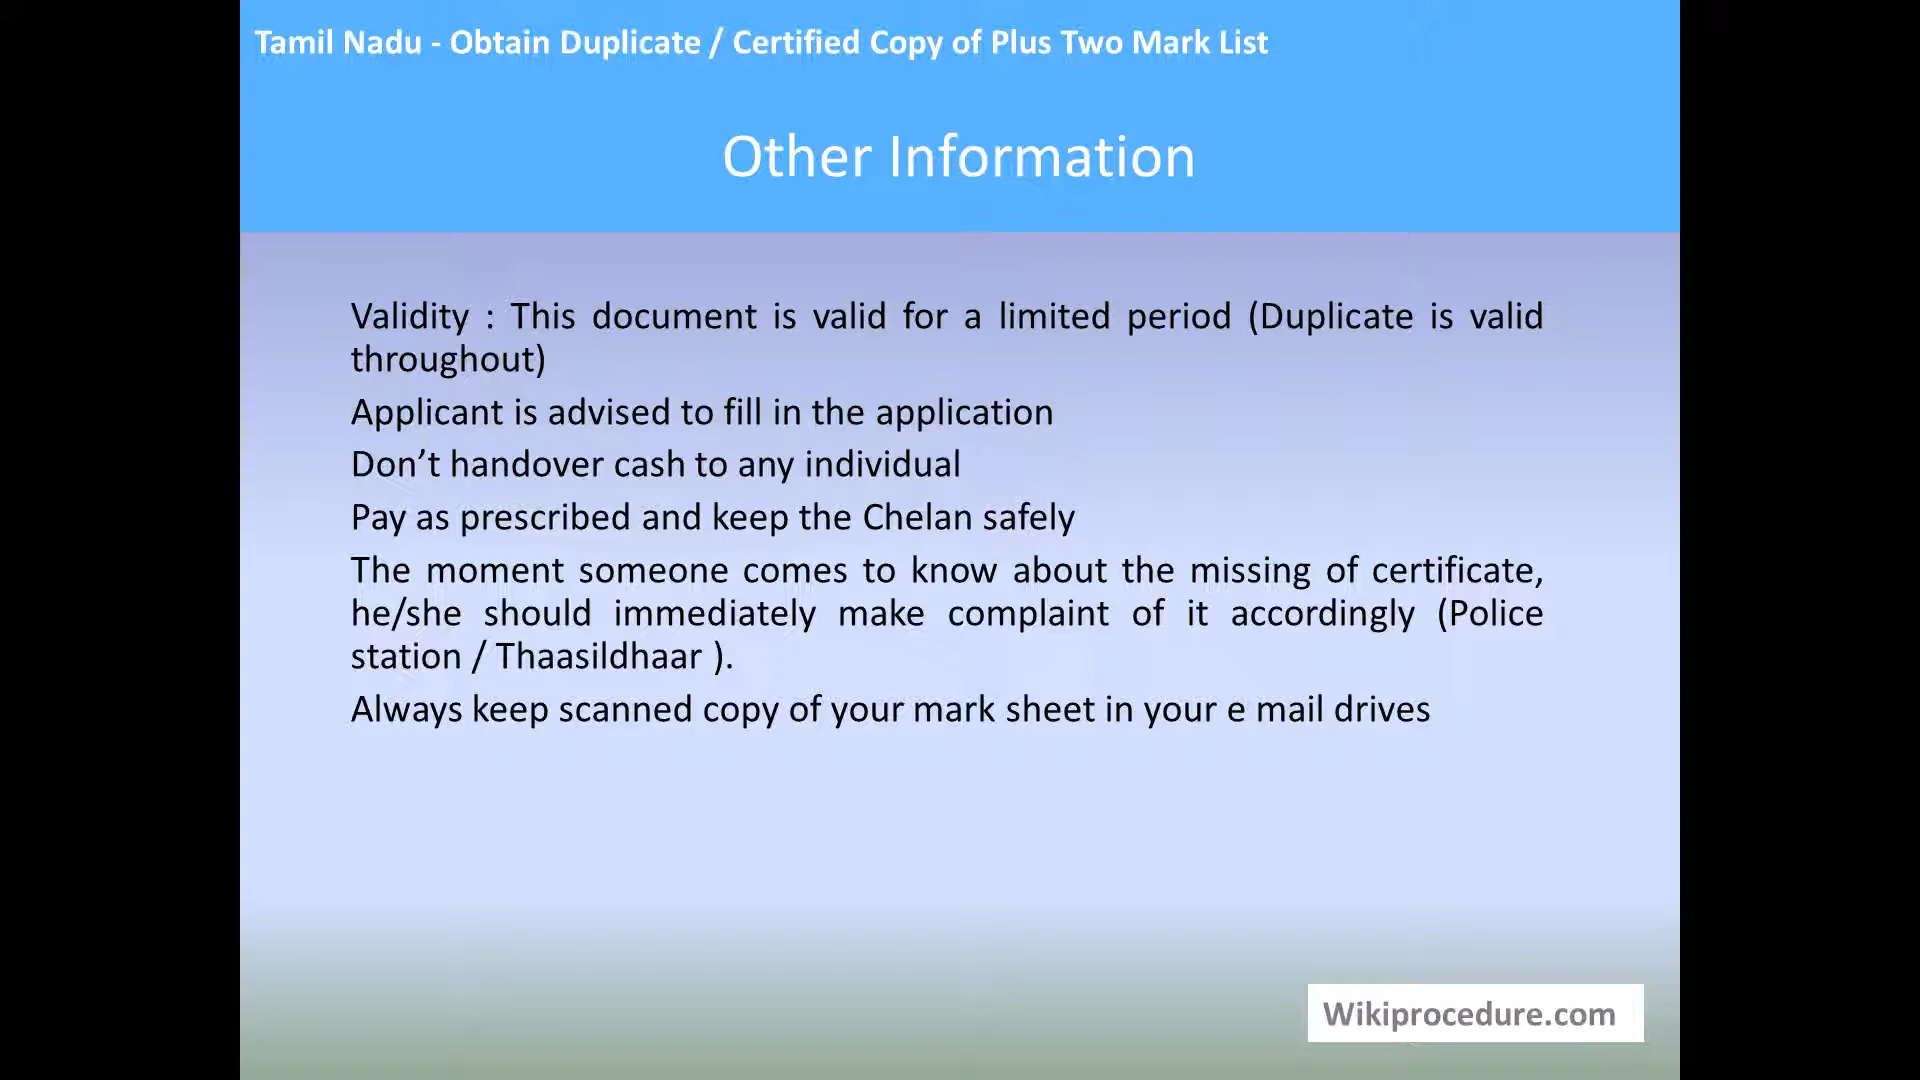 Tamil Nadu - Obtain Duplicate / Certified Copy of Plus Two Mark List
Other Information
Validity : This document is valid for a limited period (Duplicate is valid
throughout)
Applicant is advised to fill in the application
Don’t handover cash to any individual
Pay as prescribed and keep the Chelan safely
The moment someone comes to know about the missing of certificate,
he/she should immediately make complaint of it accordingly (Police
station / Thaasildhaar ).
Always keep scanned copy of your mark sheet in your e mail drives
Wikiprocedure.com